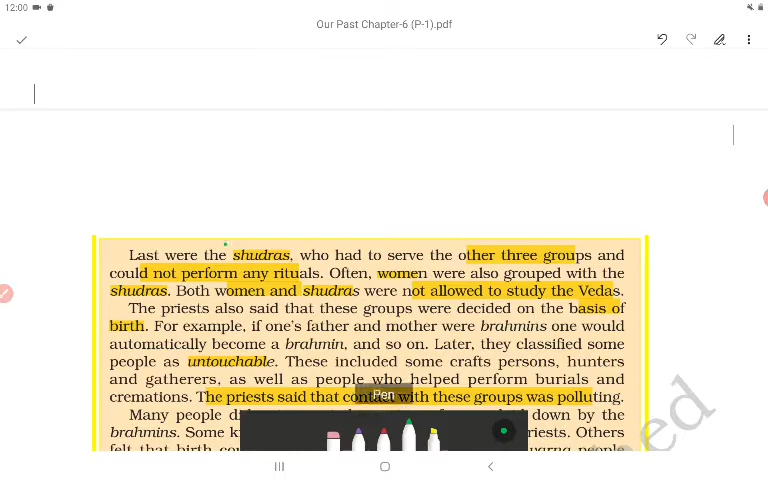 12:00
Our Past Chapter-6 (P-1).pdf
Last were the shudras, who had to serve the other three groups and
could not perform any rituals. Often, women were also grouped with the
shudras. Both women and shudras were not allowed to study the Vedas.
The priests also said that these groups were decided on the basis of
birth. For example, if one's father and mother were brahmins one would
automatically become a brahmin, and so on. Later, they classified some
people as untouchable. These included some crafts persons, hunters
and gatherers, as well as people who helped perform burials and
cremations. The priests said that contact with these groups was polluting.
Pen
Many people down by the
brahmins. Some riests. Others
felt that birth varna people